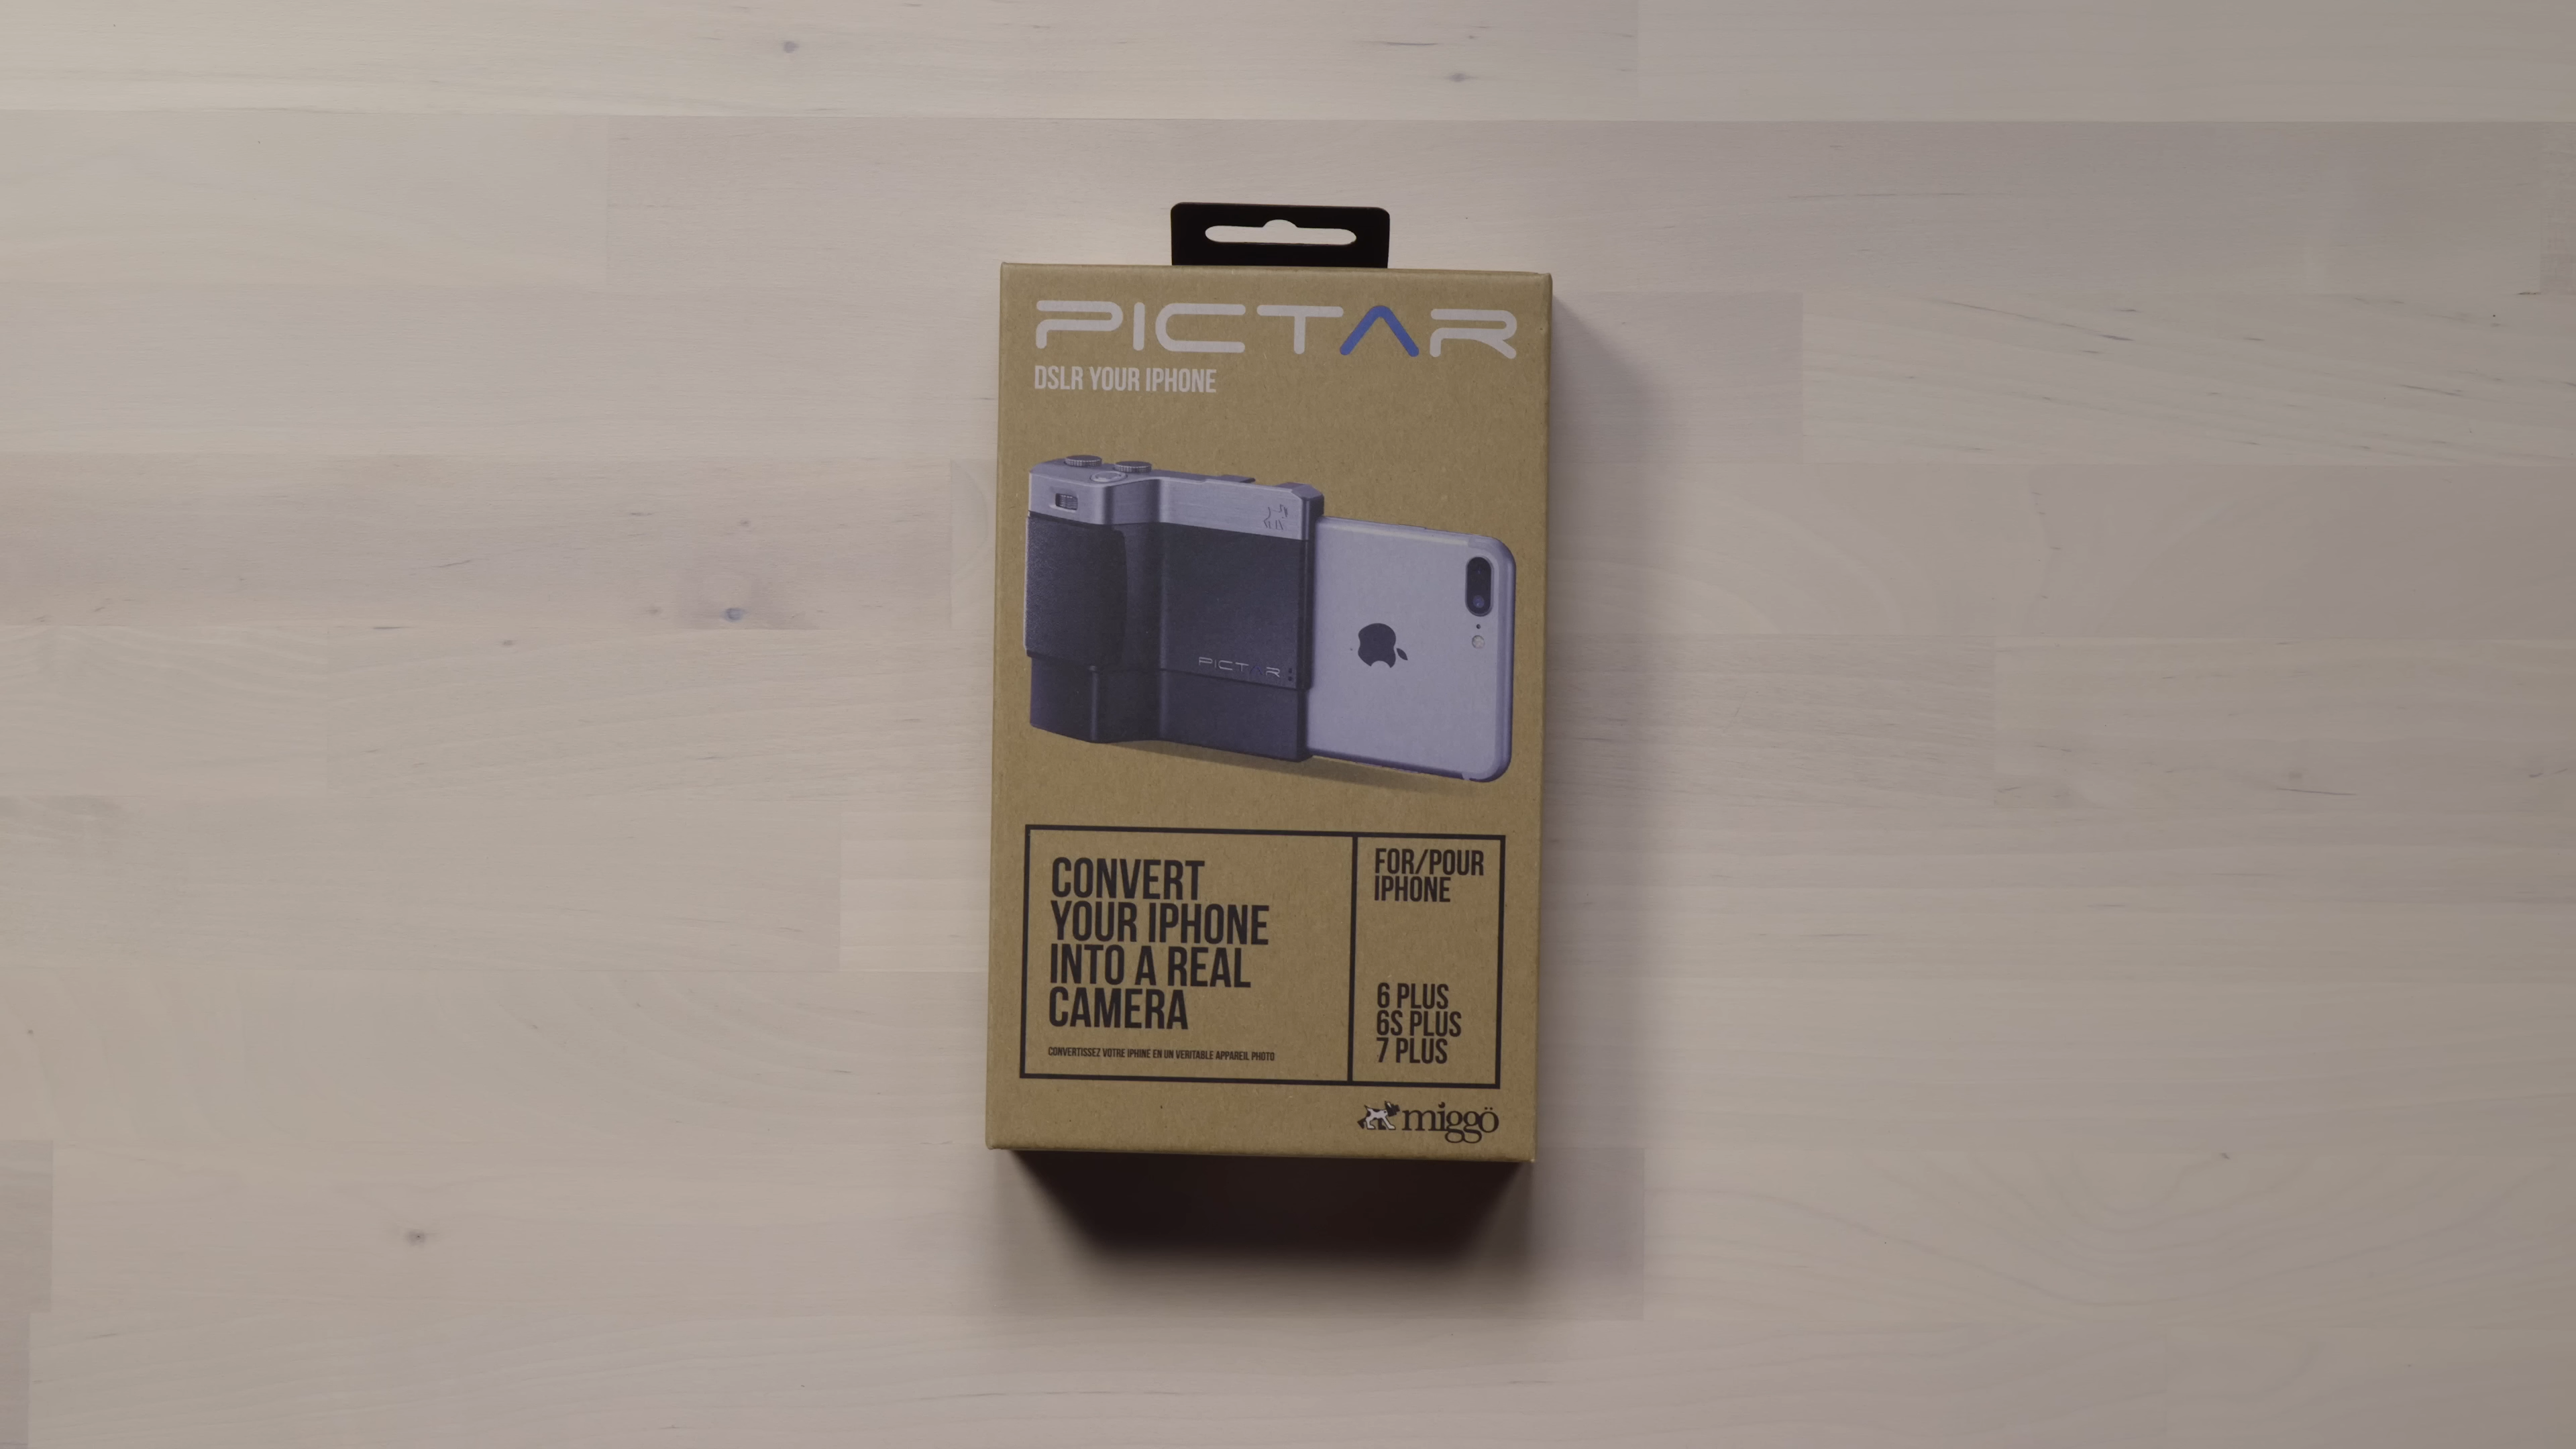 PICTAR
DSLR YOUR IPHONE
PICTAR
CONVERT
YOUR IPHONE
INTO A REAL
CAMERA
CONVERTISSEZ VOTRE IPHINE EN UN VERITABLE APPAREIL PHOTO
FOR/POUR
IPHONE
6 PLUS
6S PLUS
7 PLUS
miggö